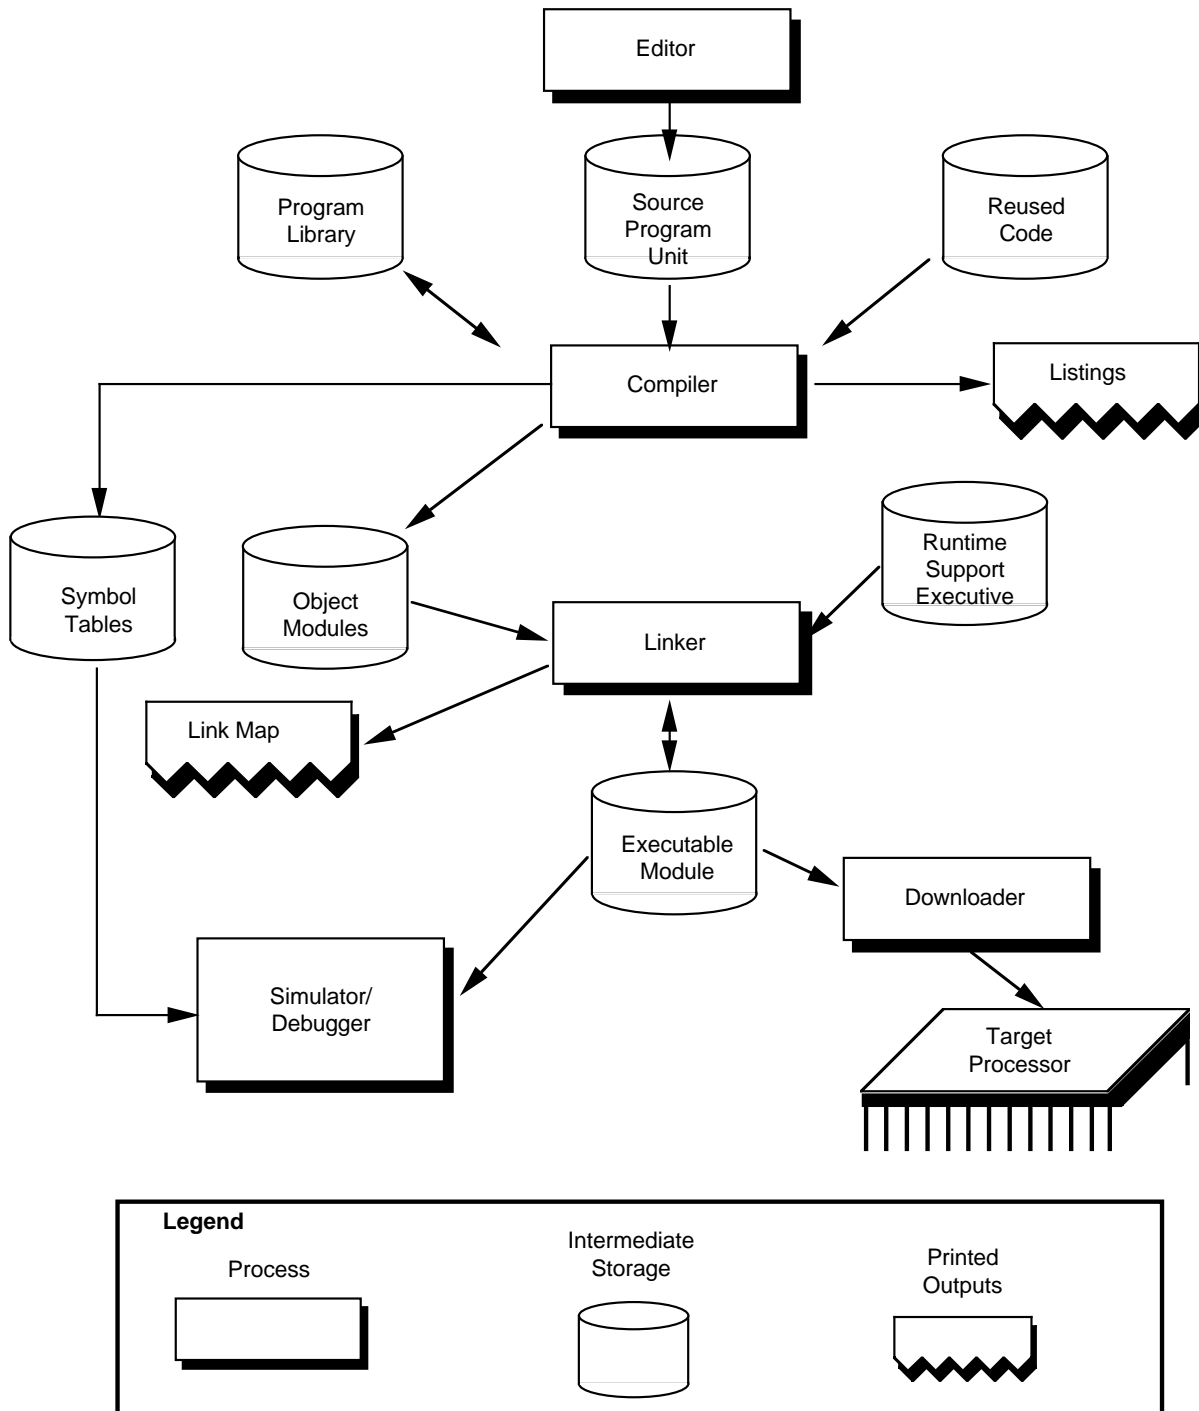 Editor
Program
Library
Source
Program
Unit
Reused
Code
Compiler
Listings
Symbol
Tables
Object
Modules
Runtime
Support
Executive
Linker
Link Map
Executable
Module
Downloader
Simulator/
Debugger
Target
Processor
Legend
Process
Intermediate
Storage
Printed
Outputs